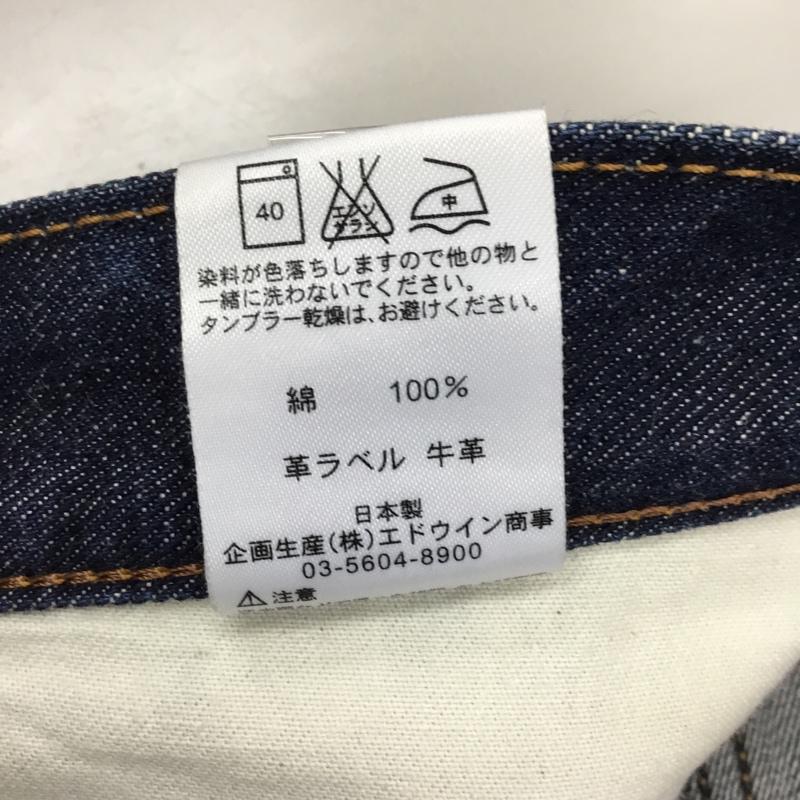 40
エンソ
サラシ
中
染料が色落ちしますので他の物と
一緒に洗わないでください。
タンブラー乾燥は、お避けください。
綿 100%
革ラベル 牛革
日本製
企画生産(株)エドウイン商事
03-5604-8900
⚠注意